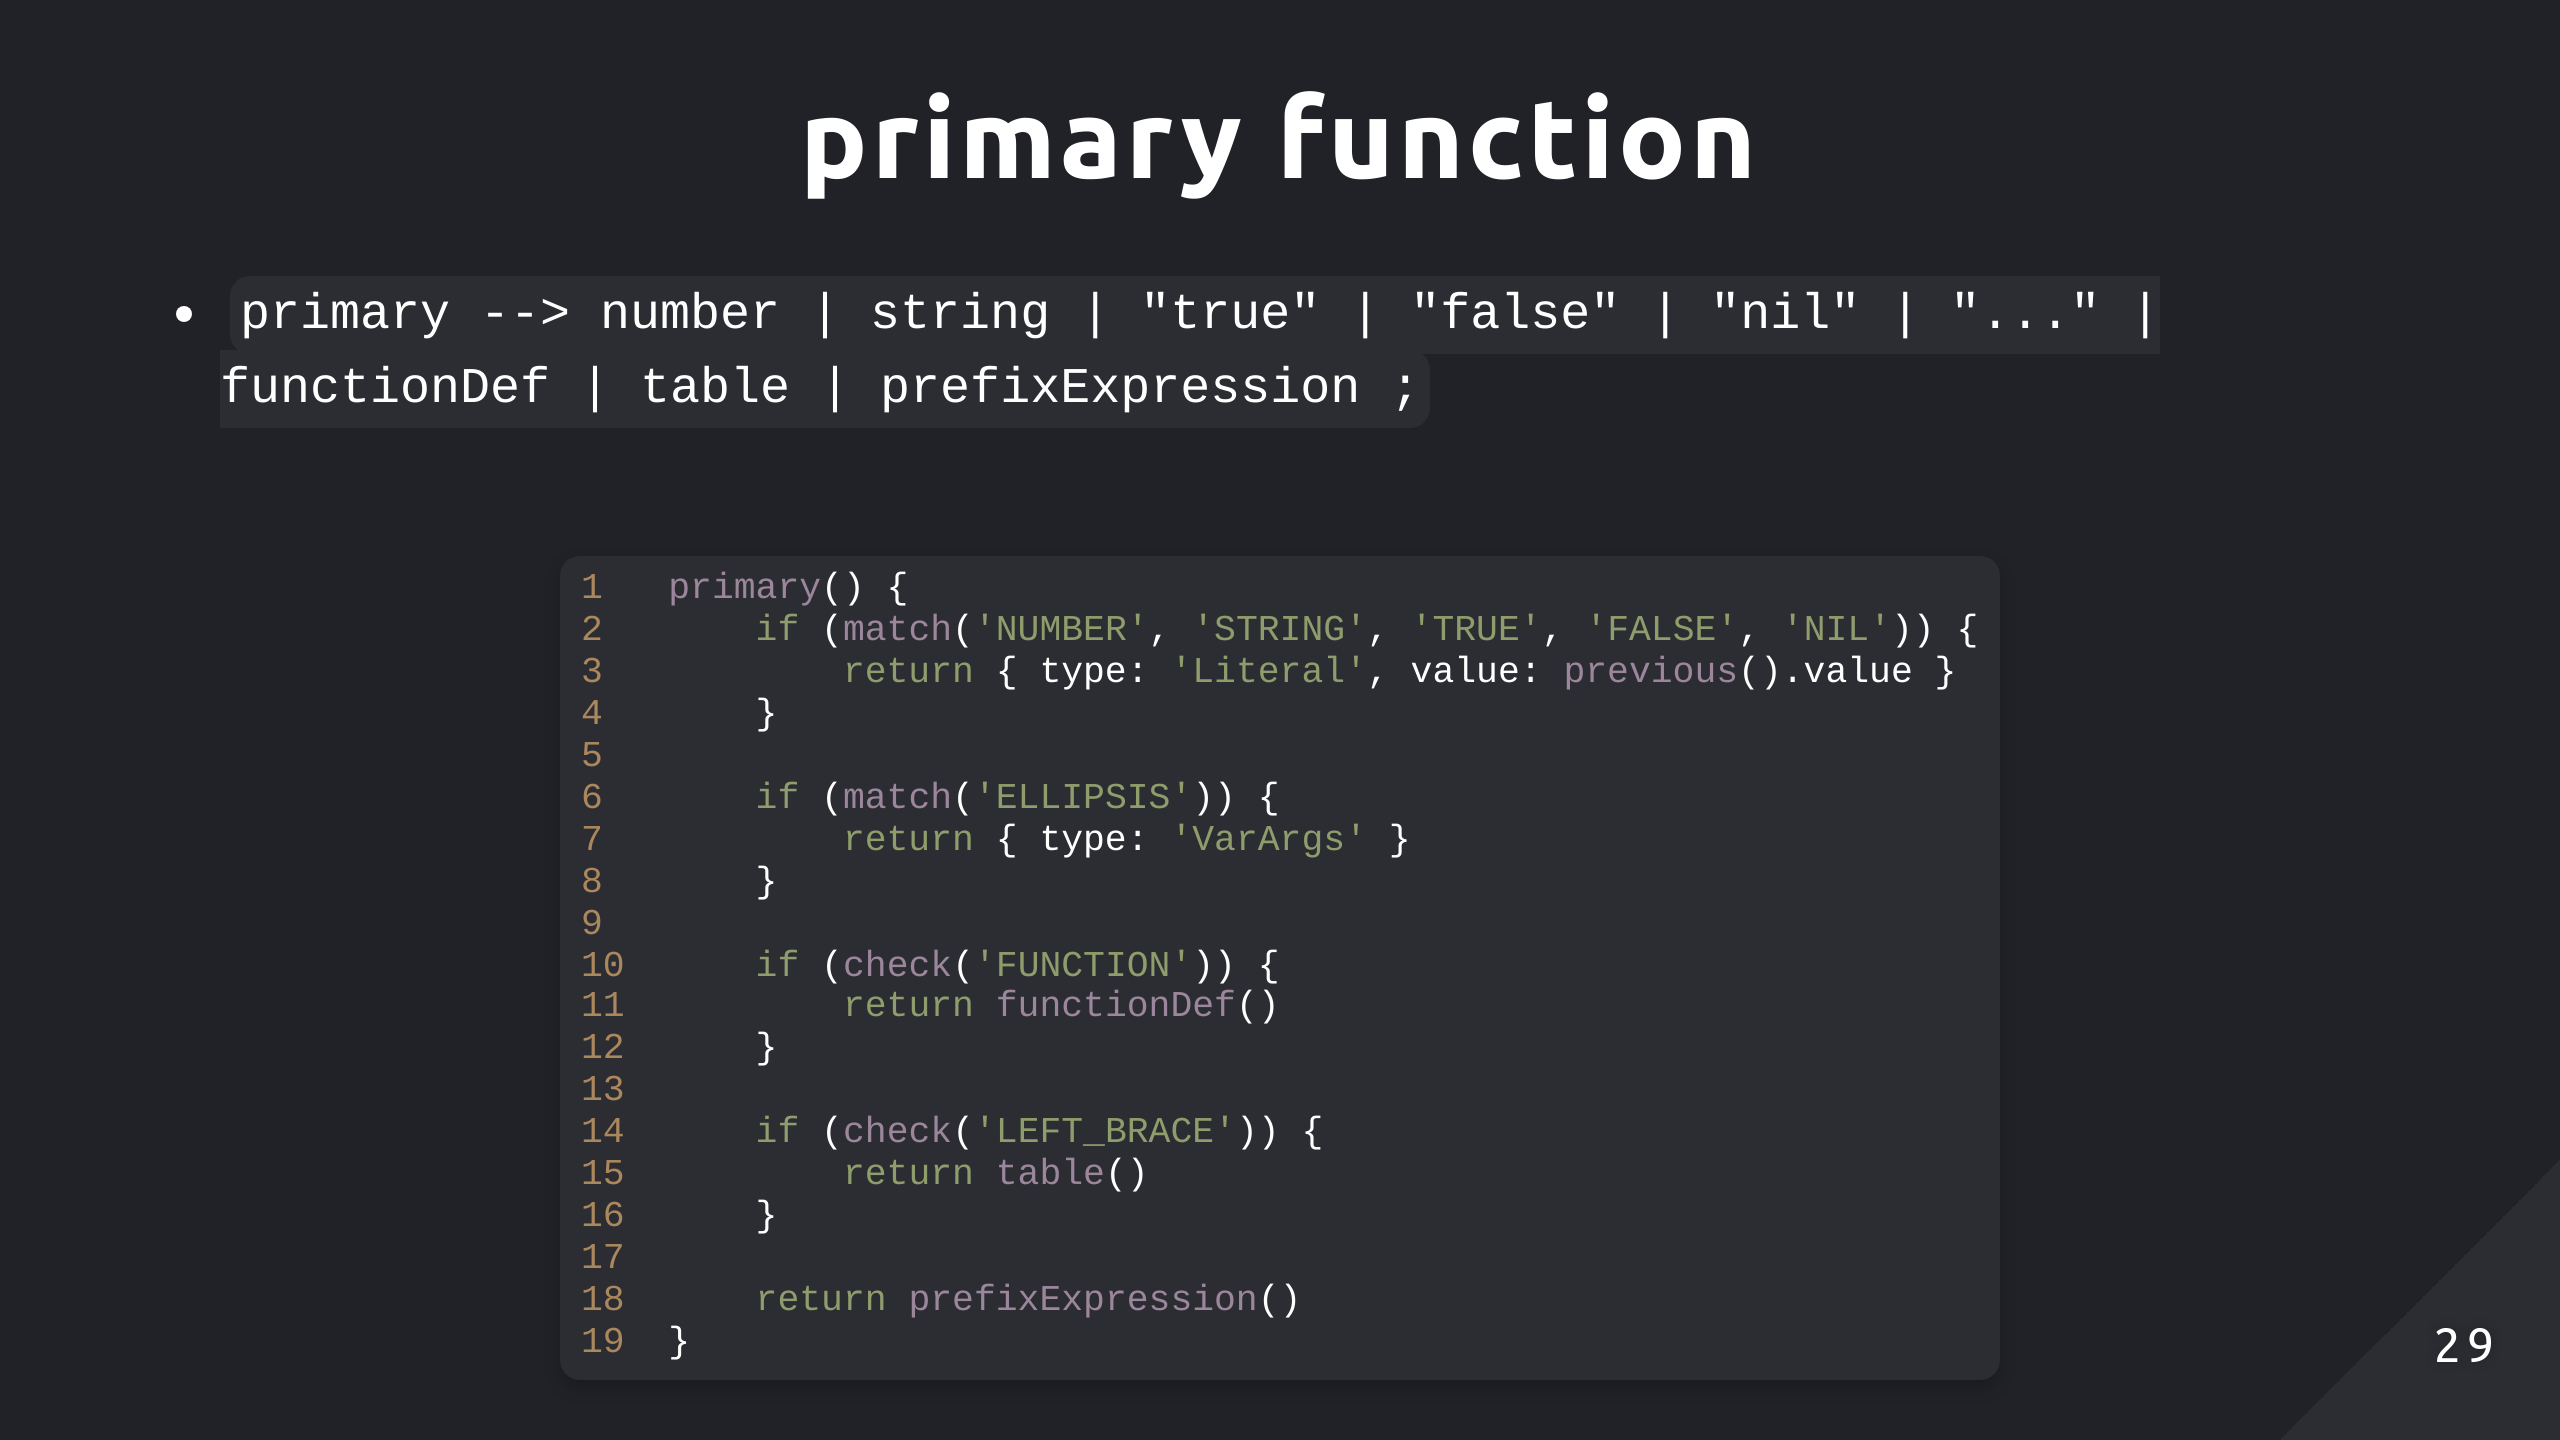 primary function
• primary --> number | string | "true" | "false" | "nil" | "..." |
functionDef | table | prefixExpression ;
1 primary() {
2     if (match('NUMBER', 'STRING', 'TRUE', 'FALSE', 'NIL')) {
3         return { type: 'Literal', value: previous().value }
4     }
5
6     if (match('ELLIPSIS')) {
7         return { type: 'VarArgs' }
8     }
9
10     if (check('FUNCTION')) {
11         return functionDef()
12     }
13
14     if (check('LEFT_BRACE')) {
15         return table()
16     }
17
18     return prefixExpression()
19 }
29